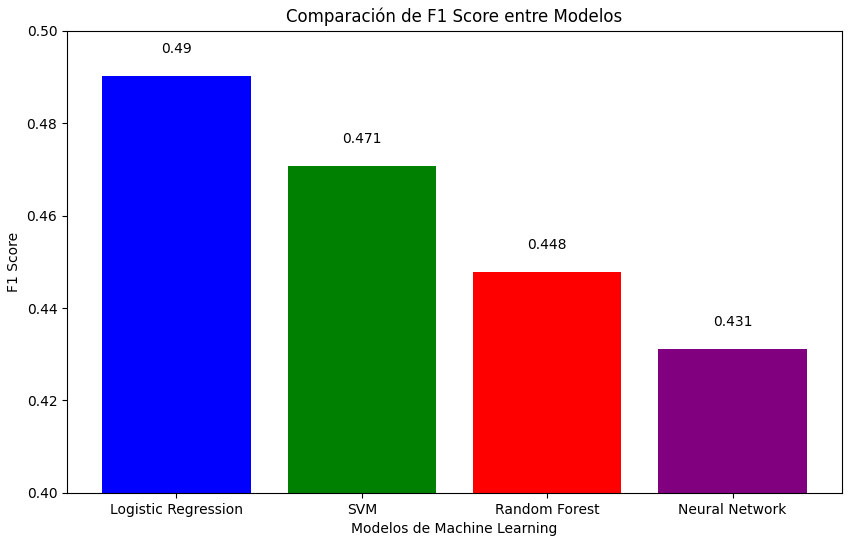 Comparación de F1 Score entre Modelos
F1 Score
0.50
0.48
0.46
0.44
0.42
0.40
0.49
0.471
0.448
0.431
Logistic Regression
SVM
Random Forest
Neural Network
Modelos de Machine Learning